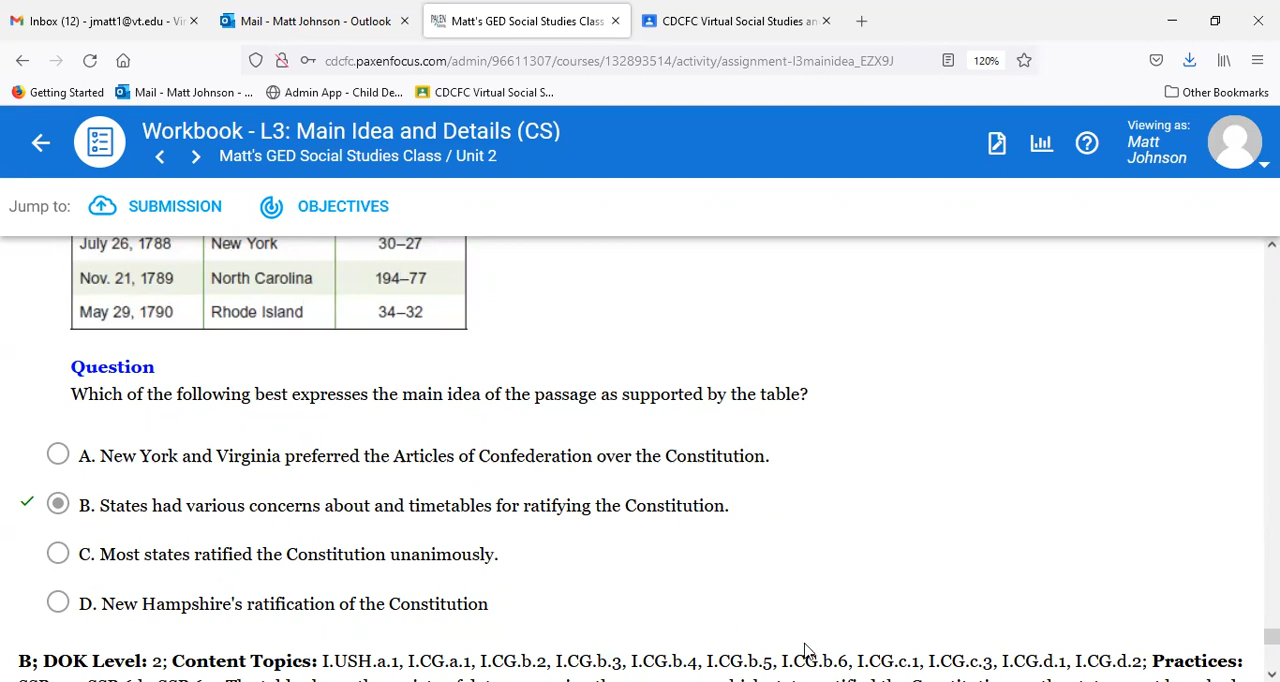 Inbox (12) - jmatt1@vt.edu - Vir
Mail - Matt Johnson - Outlook
Matt's GED Social Studies Class
CDCFC Virtual Social Studies an
cdcfc.paxenfocus.com/admin/96611307/courses/132893514/activity/assignment-l3mainidea_EZX9J
120%
Getting Started
Mail - Matt Johnson - ...
Admin App - Child De...
CDCFC Virtual Social S...
Other Bookmarks
Workbook - L3: Main Idea and Details (CS)
Matt's GED Social Studies Class / Unit 2
Viewing as:
Matt
Johnson
Jump to: SUBMISSION OBJECTIVES
July 26, 1788 New York 30–27
Nov. 21, 1789 North Carolina 194–77
May 29, 1790 Rhode Island 34–32
Question
Which of the following best expresses the main idea of the passage as supported by the table?
A. New York and Virginia preferred the Articles of Confederation over the Constitution.
B. States had various concerns about and timetables for ratifying the Constitution.
C. Most states ratified the Constitution unanimously.
D. New Hampshire's ratification of the Constitution
B; DOK Level: 2; Content Topics: I.USH.a.1, I.CG.a.1, I.CG.b.2, I.CG.b.3, I.CG.b.4, I.CG.b.5, I.CG.b.6, I.CG.c.1, I.CG.c.3, I.CG.d.1, I.CG.d.2; Practices: